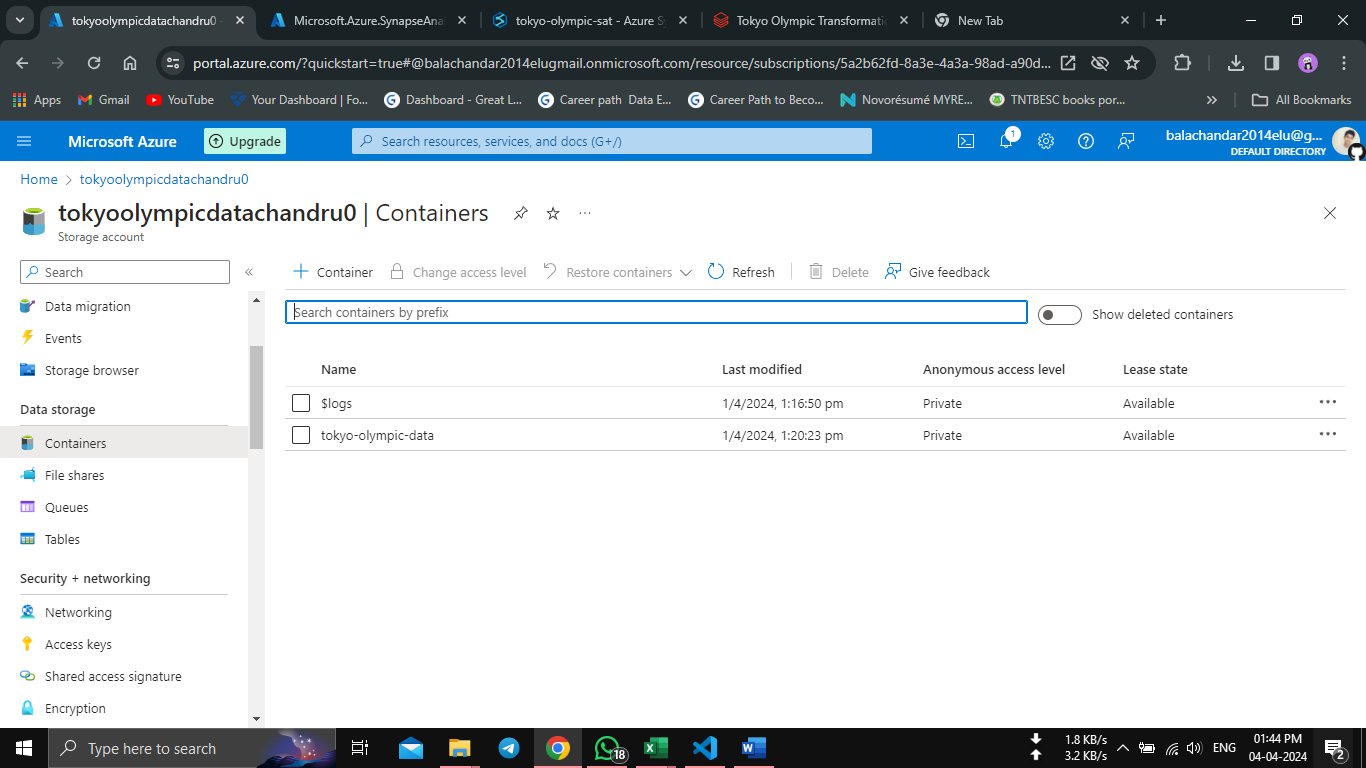 tokyoolympicdatachandru0 -
Microsoft.Azure.SynapseAnal
tokyo-olympic-sat - Azure Sy
Tokyo Olympic Transformatio
New Tab
portal.azure.com/?quickstart=true#@balachandar2014elugmail.onmicrosoft.com/resource/subscriptions/5a2b62fd-8a3e-4a3a-98ad-a90d...
Apps
Gmail
YouTube
Your Dashboard | Fo...
Dashboard - Great L...
Career path Data E...
Career Path to Beco...
Novorésumé MYRE...
TNTBESC books por...
»
All Bookmarks
Microsoft Azure
Upgrade
Search resources, services, and docs (G+/)
1
balachandar2014elu@g...
DEFAULT DIRECTORY
Home > tokyoolympicdatachandru0
tokyoolympicdatachandru0 | Containers
Storage account
Search
«
Container
Change access level
Restore containers
Refresh
Delete
Give feedback
Data migration
Events
Storage browser
Data storage
Containers
File shares
Queues
Tables
Security + networking
Networking
Access keys
Shared access signature
Encryption
Search containers by prefix
Show deleted containers
Name Last modified Anonymous access level Lease state
$logs 1/4/2024, 1:16:50 pm Private Available
tokyo-olympic-data 1/4/2024, 1:20:23 pm Private Available
Type here to search
18
1.8 KB/s
3.2 KB/s
ENG
01:44 PM
04-04-2024
2